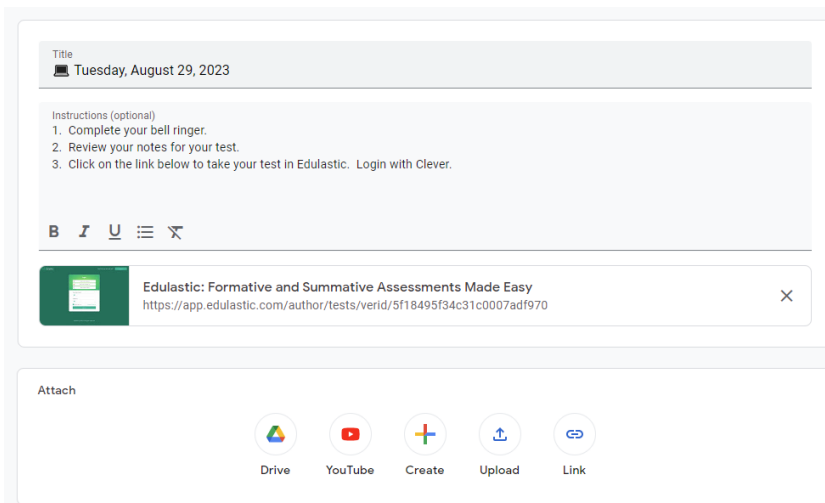 Title
💻 Tuesday, August 29, 2023
Instructions (optional)
1. Complete your bell ringer.
2. Review your notes for your test.
3. Click on the link below to take your test in Edulastic.  Login with Clever.
B I U
Edulastic: Formative and Summative Assessments Made Easy
https://app.edulastic.com/author/tests/verid/5f18495f34c31c0007adf970
Attach
Drive YouTube Create Upload Link